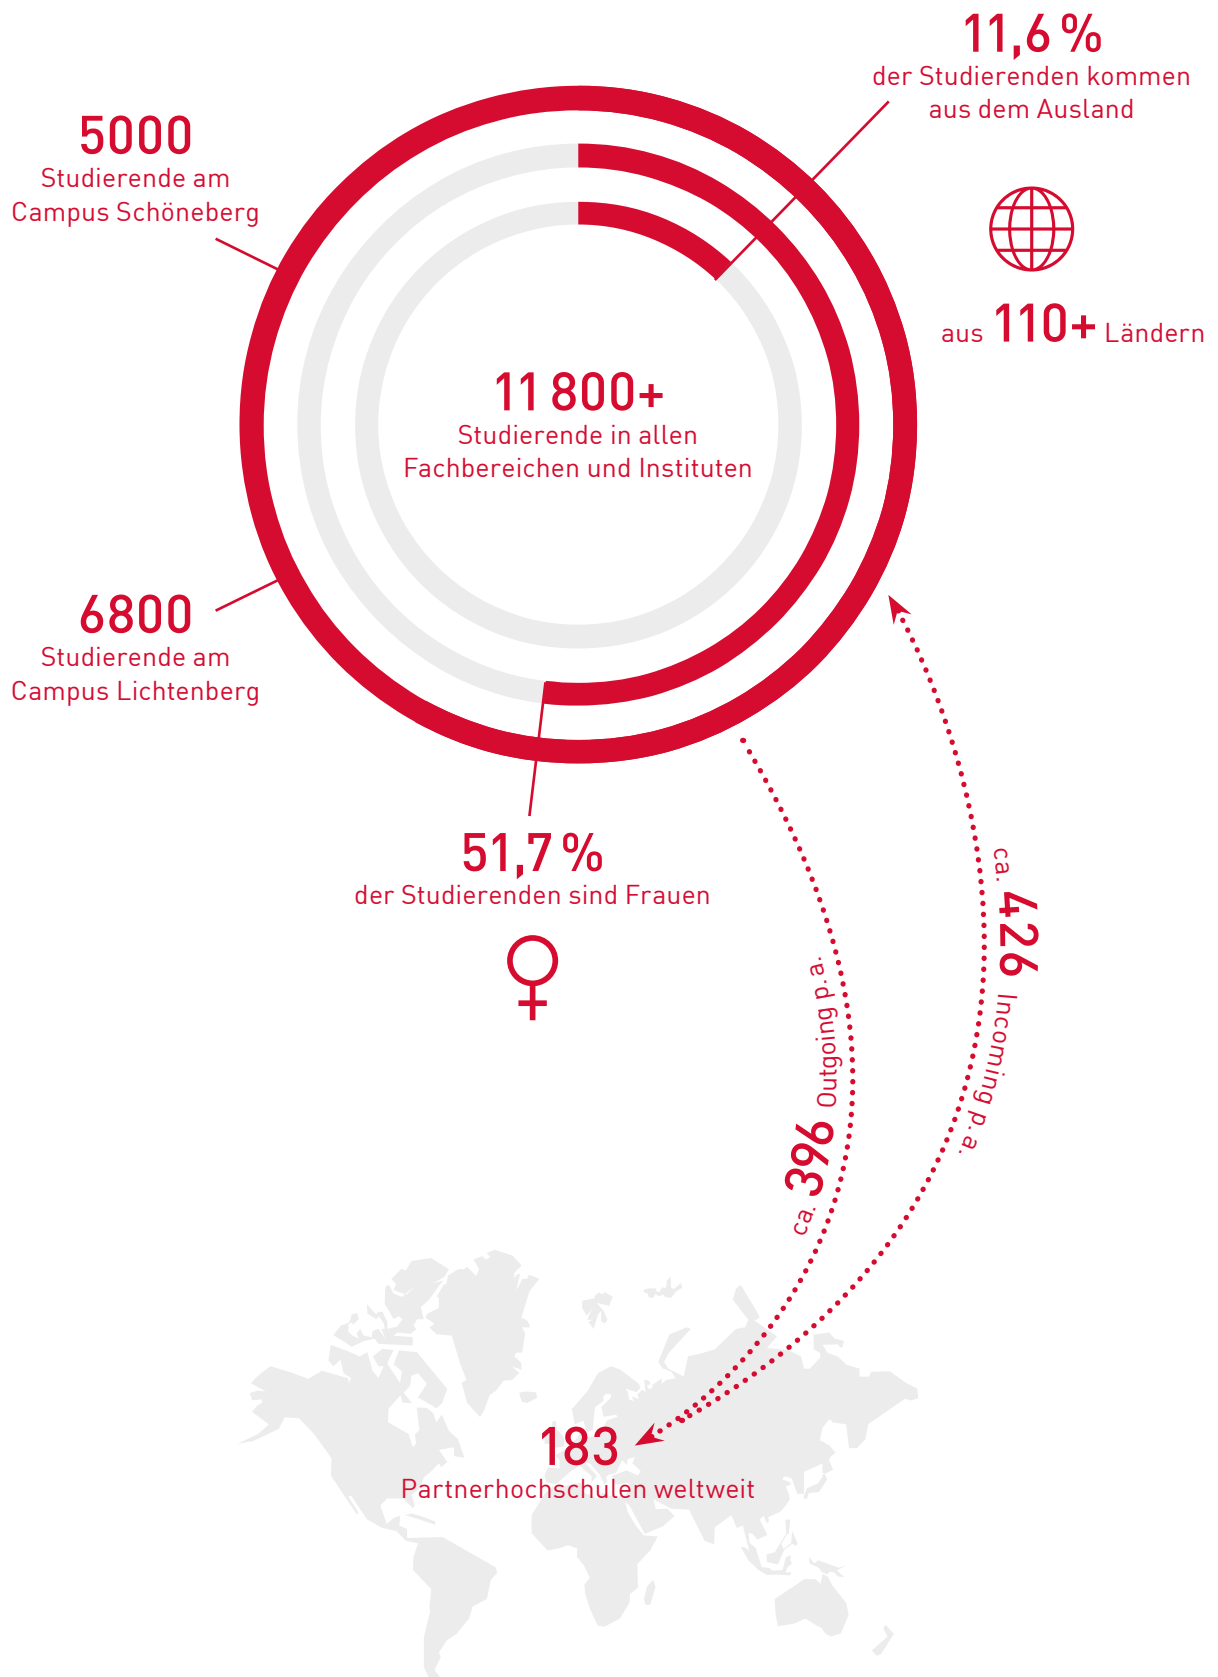 11,6 %
der Studierenden kommen
aus dem Ausland
5000
Studierende am
Campus Schöneberg
aus 110+ Ländern
11 800+
Studierende in allen
Fachbereichen und Instituten
6800
Studierende am
Campus Lichtenberg
51,7 %
der Studierenden sind Frauen
ca. 396 Outgoing p. a.
ca. 426 Incoming p. a.
183
Partnerhochschulen weltweit